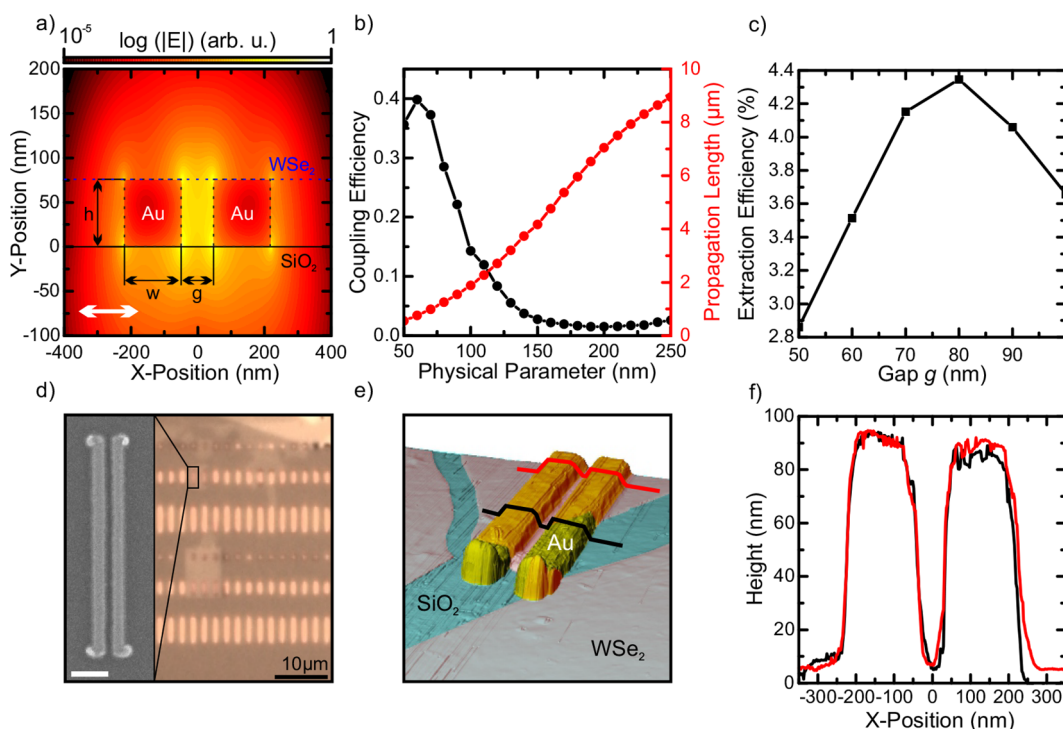 a)
10⁻⁵ log (|E|) (arb. u.) 1
200
150
100
50
0
-50
-100
Y-Position (nm)
WSe₂
h
Au Au
SiO₂
w g
-400 -200 0 200 400
X-Position (nm)
b)
0.4
0.3
0.2
0.1
0.0
Coupling Efficiency
10
8
6
4
2
0
Propagation Length (μm)
50 100 150 200 250
Physical Parameter (nm)
c)
4.4
4.2
4.0
3.8
3.6
3.4
3.2
3.0
2.8
Extraction Efficiency (%)
50 60 70 80 90
Gap g (nm)
d)
10μm
e)
Au
SiO₂
WSe₂
f)
100
80
60
40
90
0
Height (nm)
-300 -200 -100 0 100 200 300
X-Position (nm)